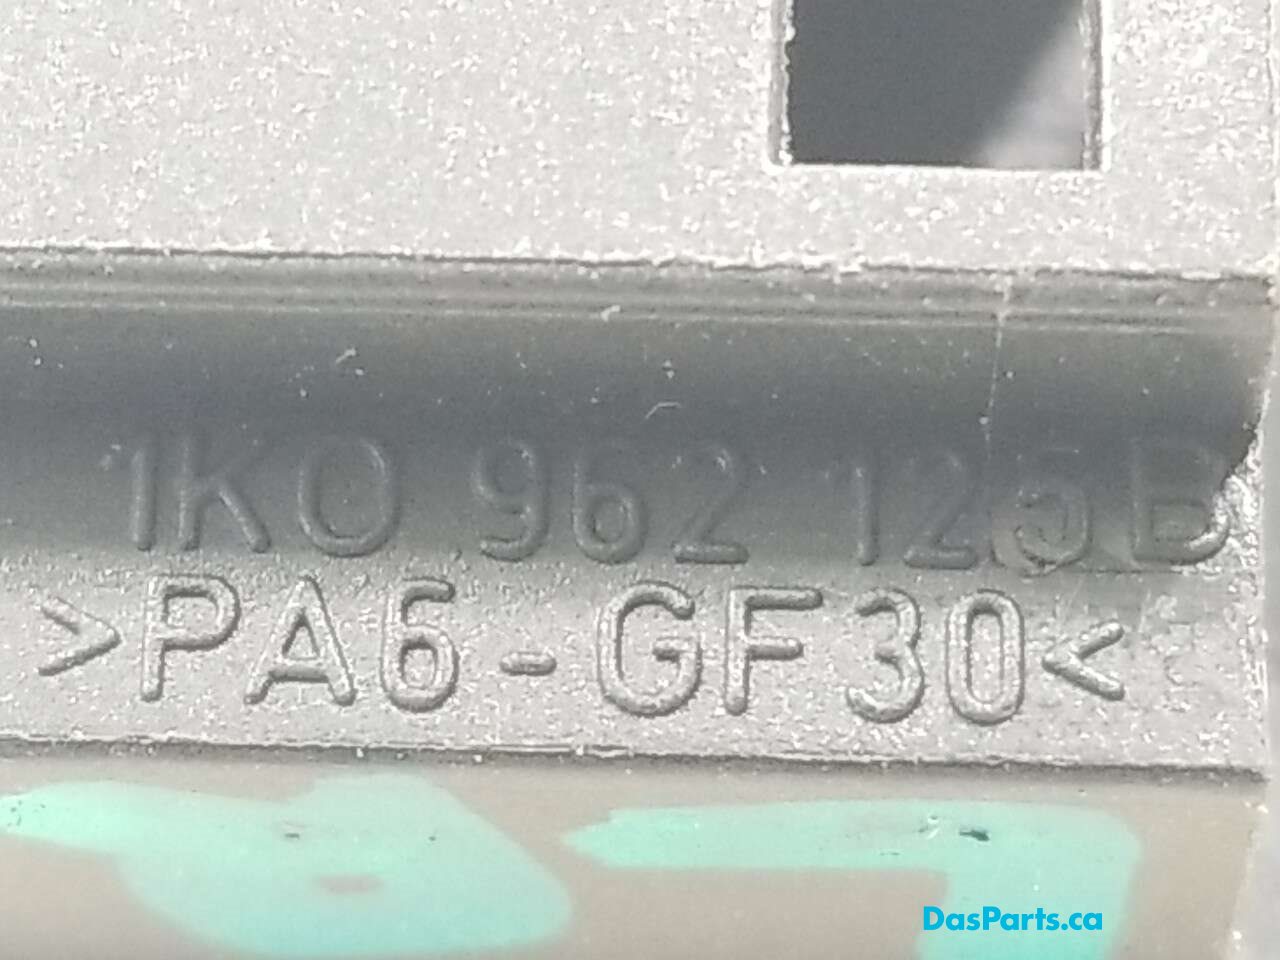 1K0 962 125B
>PA6-GF30<
DasParts.ca